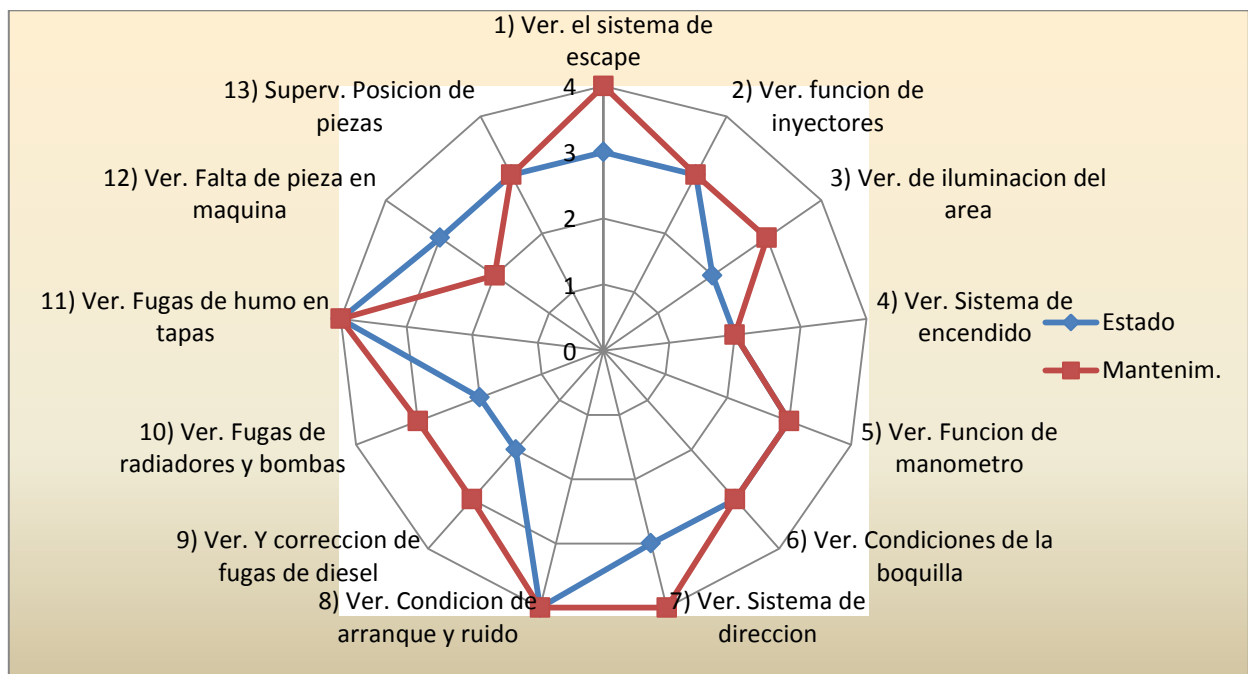 1) Ver. el sistema de
escape
2) Ver. funcion de
inyectores
3) Ver. de iluminacion del
area
4) Ver. Sistema de
encendido
5) Ver. Funcion de
manometro
6) Ver. Condiciones de la
boquilla
7) Ver. Sistema de
direccion
8) Ver. Condicion de
arranque y ruido
9) Ver. Y correccion de
fugas de diesel
10) Ver. Fugas de
radiadores y bombas
11) Ver. Fugas de humo en
tapas
12) Ver. Falta de pieza en
maquina
13) Superv. Posicion de
piezas
4
3
2
1
0
Estado
Mantenim.